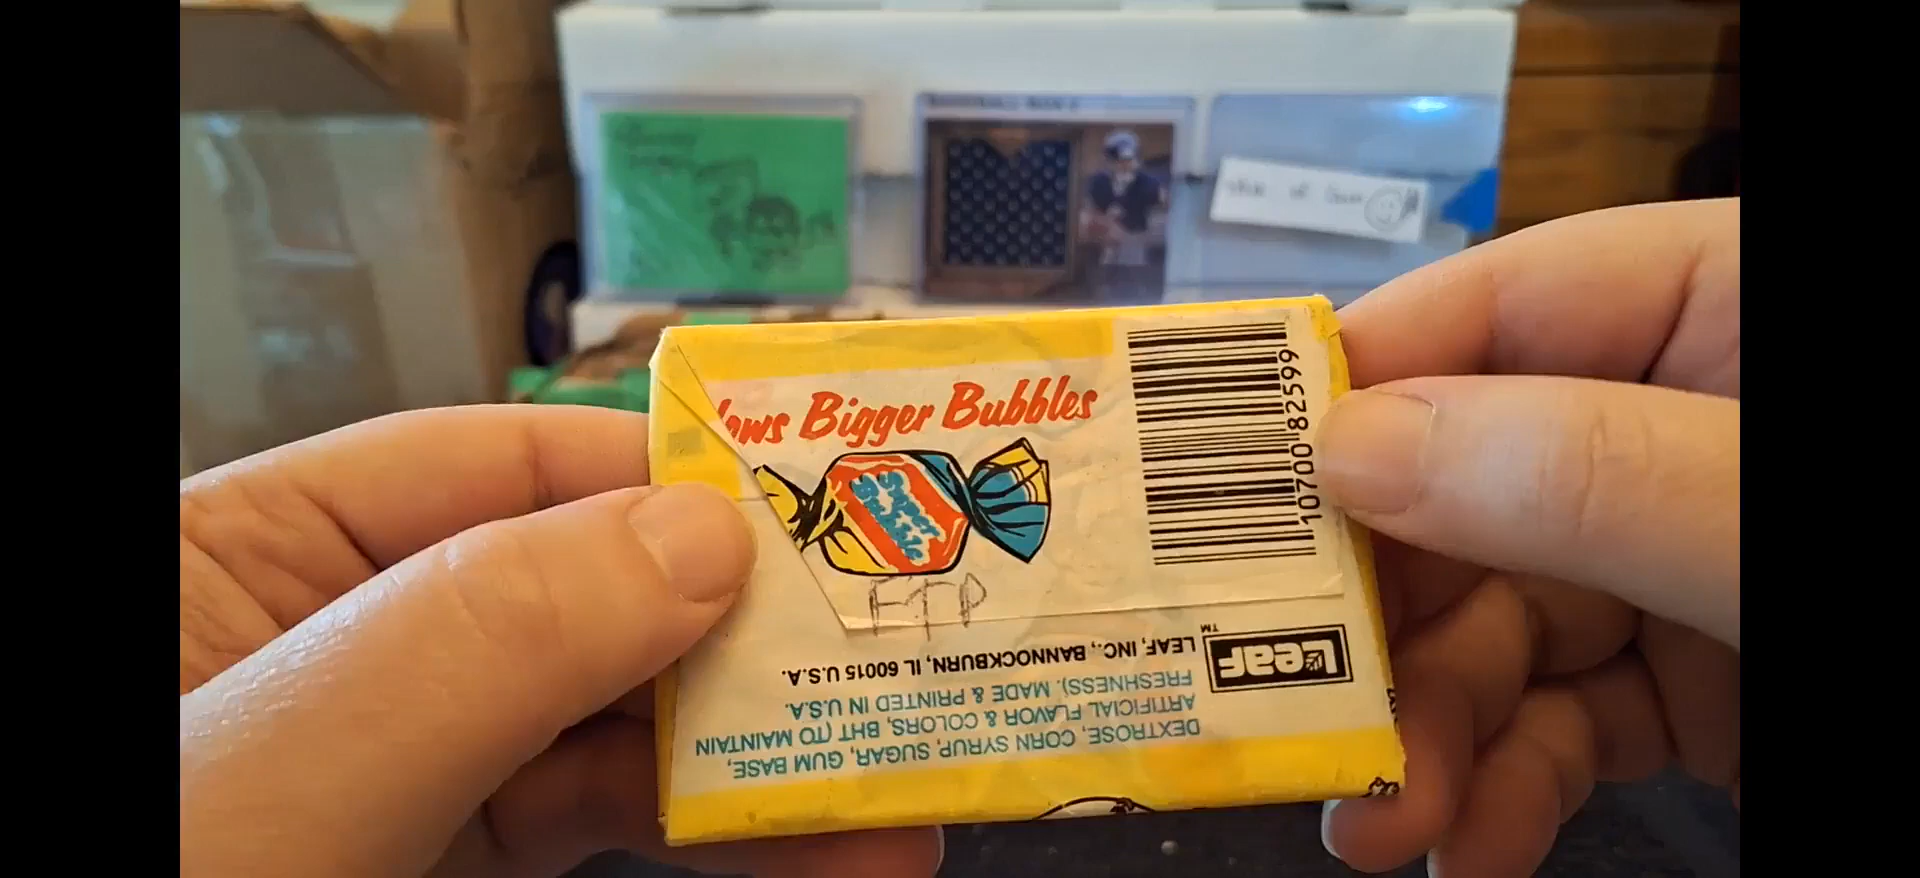 lows Bigger Bubbles
Super
Bubble
FTP
10700 82599
Leaf
TM
LEAF, INC., BANNOCKBURN, IL 60015 U.S.A.
DEXTROSE, CORN SYRUP, SUGAR, GUM BASE,
ARTIFICIAL FLAVOR & COLORS, BHT (TO MAINTAIN
FRESHNESS). MADE & PRINTED IN U.S.A.